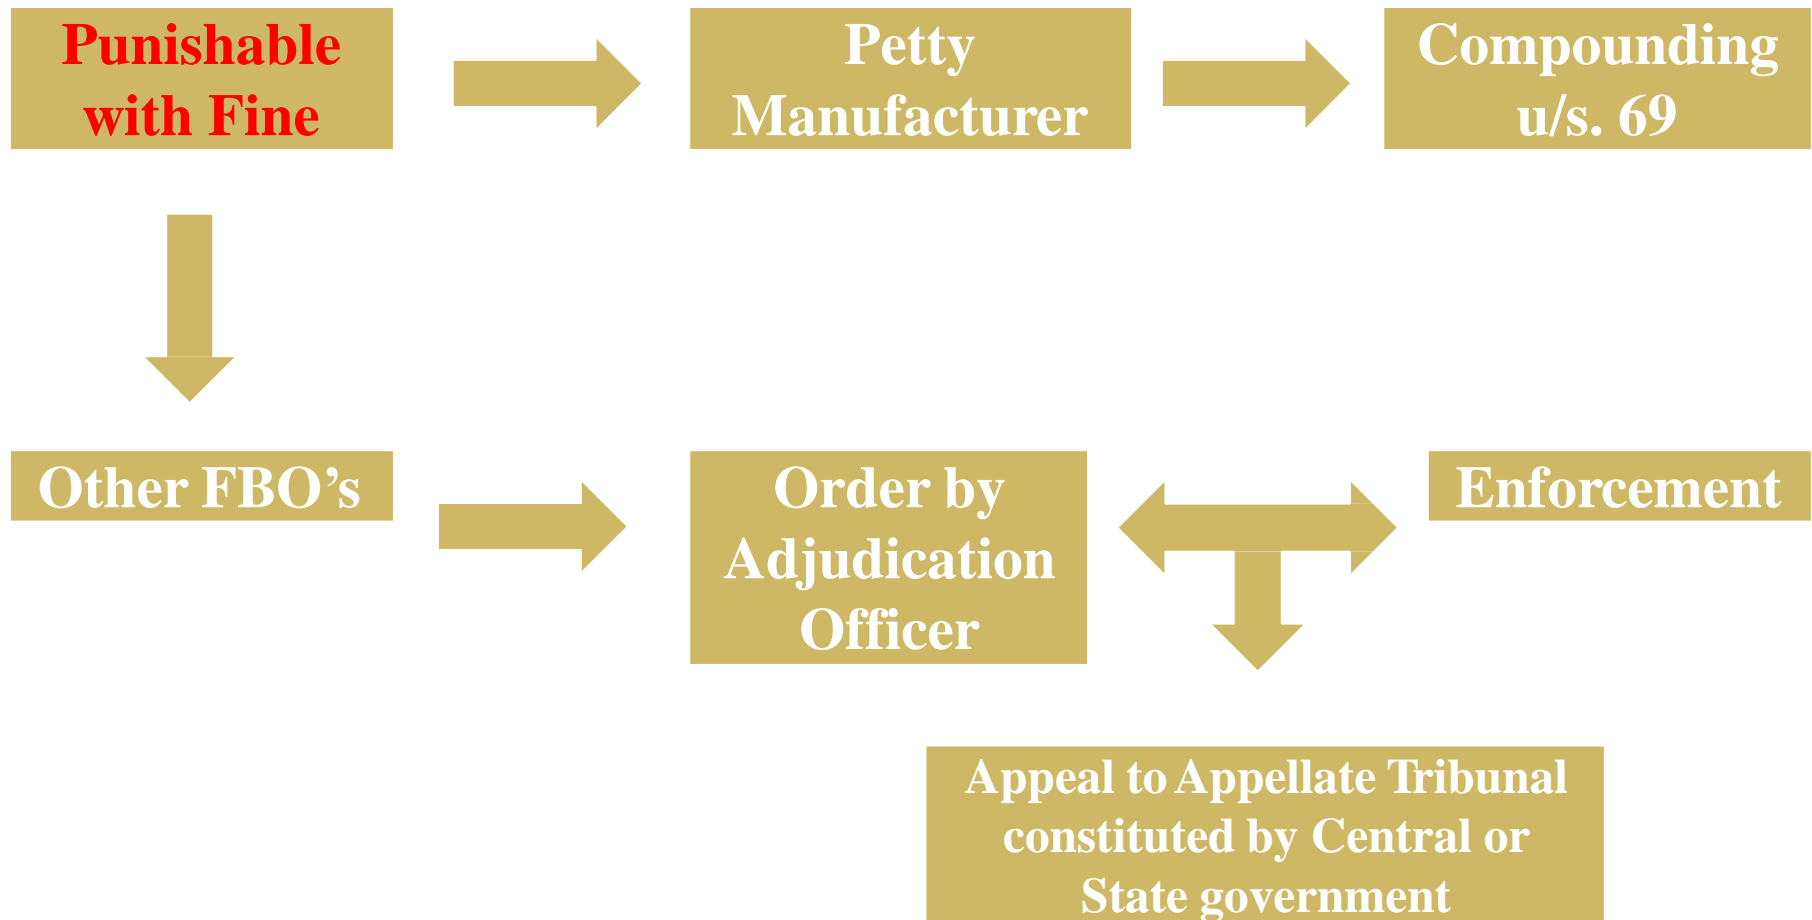 Punishable
with Fine
Petty
Manufacturer
Compounding
u/s. 69
Other FBO’s
Order by
Adjudication
Officer
Enforcement
Appeal to Appellate Tribunal
constituted by Central or
State government